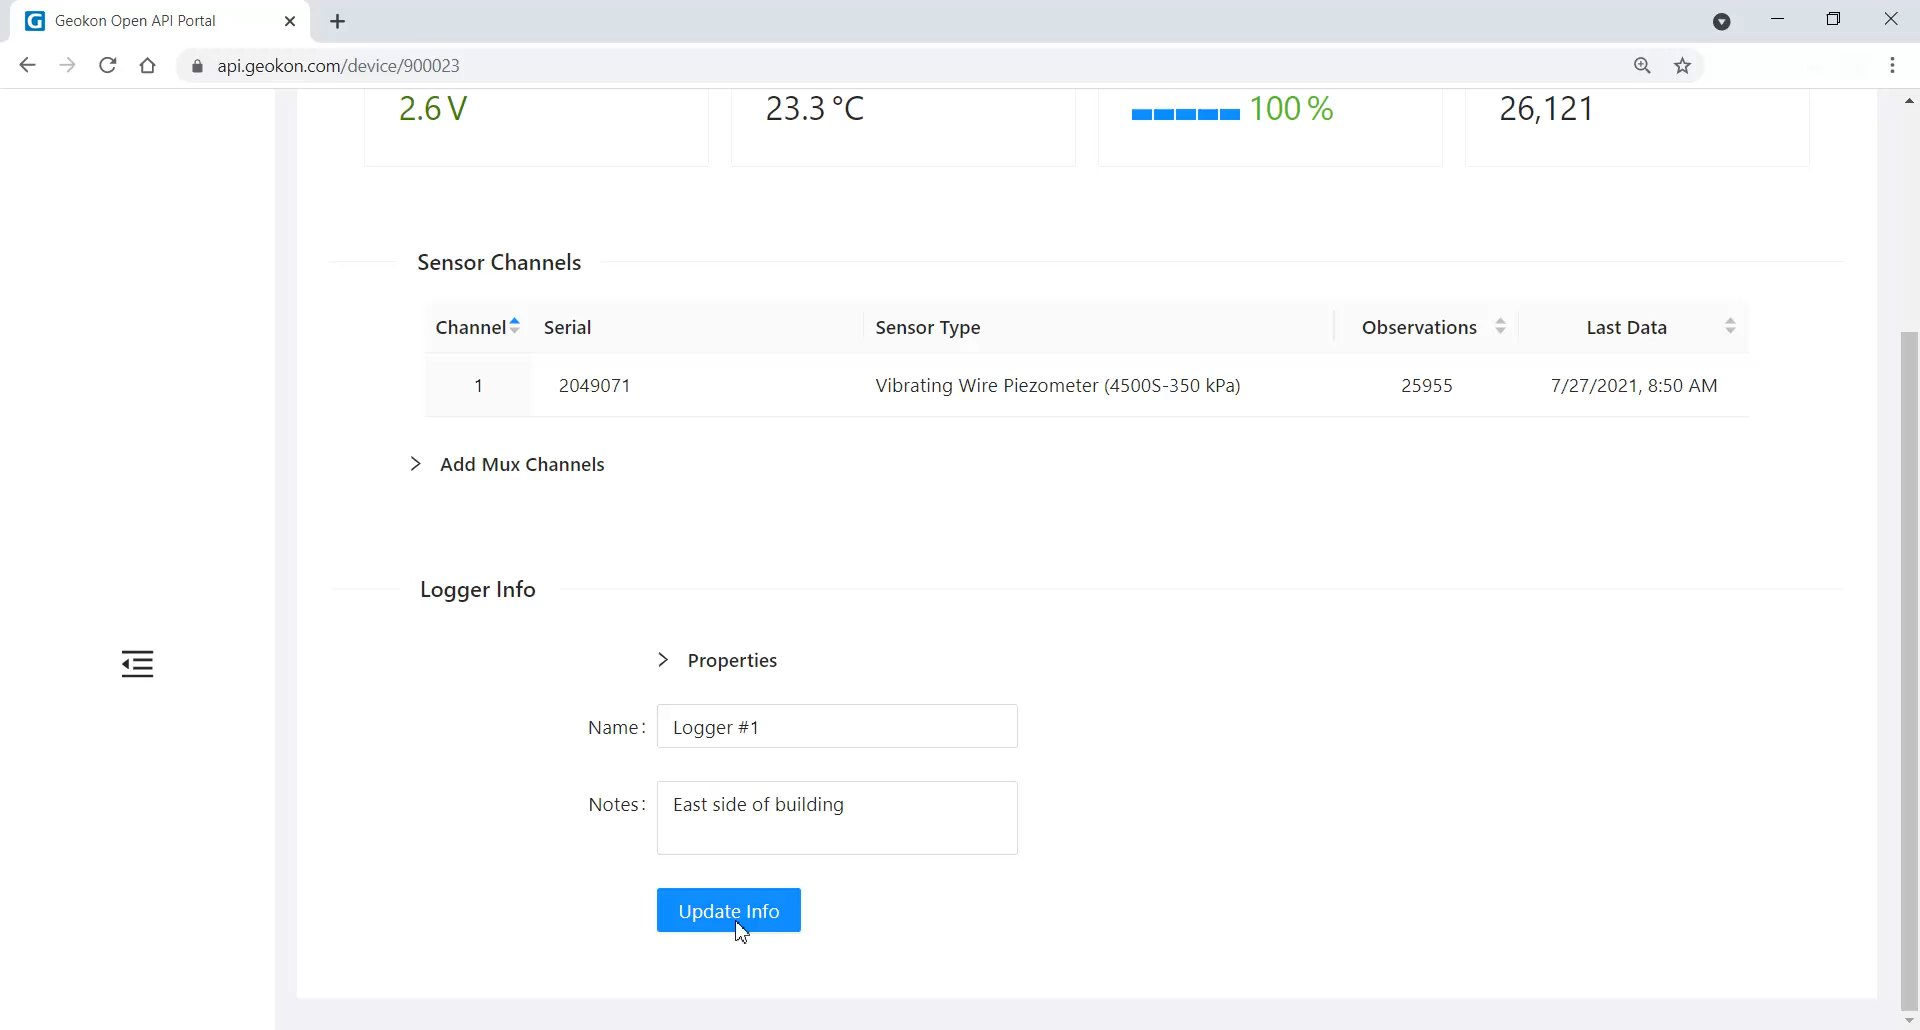 Geokon Open API Portal
api.geokon.com/device/900023
2.6 V 23.3 °C 100 % 26,121
Sensor Channels
Channel Serial Sensor Type Observations Last Data
1 2049071 Vibrating Wire Piezometer (4500S-350 kPa) 25955 7/27/2021, 8:50 AM
Add Mux Channels
Logger Info
Properties
Name: Logger #1
Notes: East side of building
Update Info